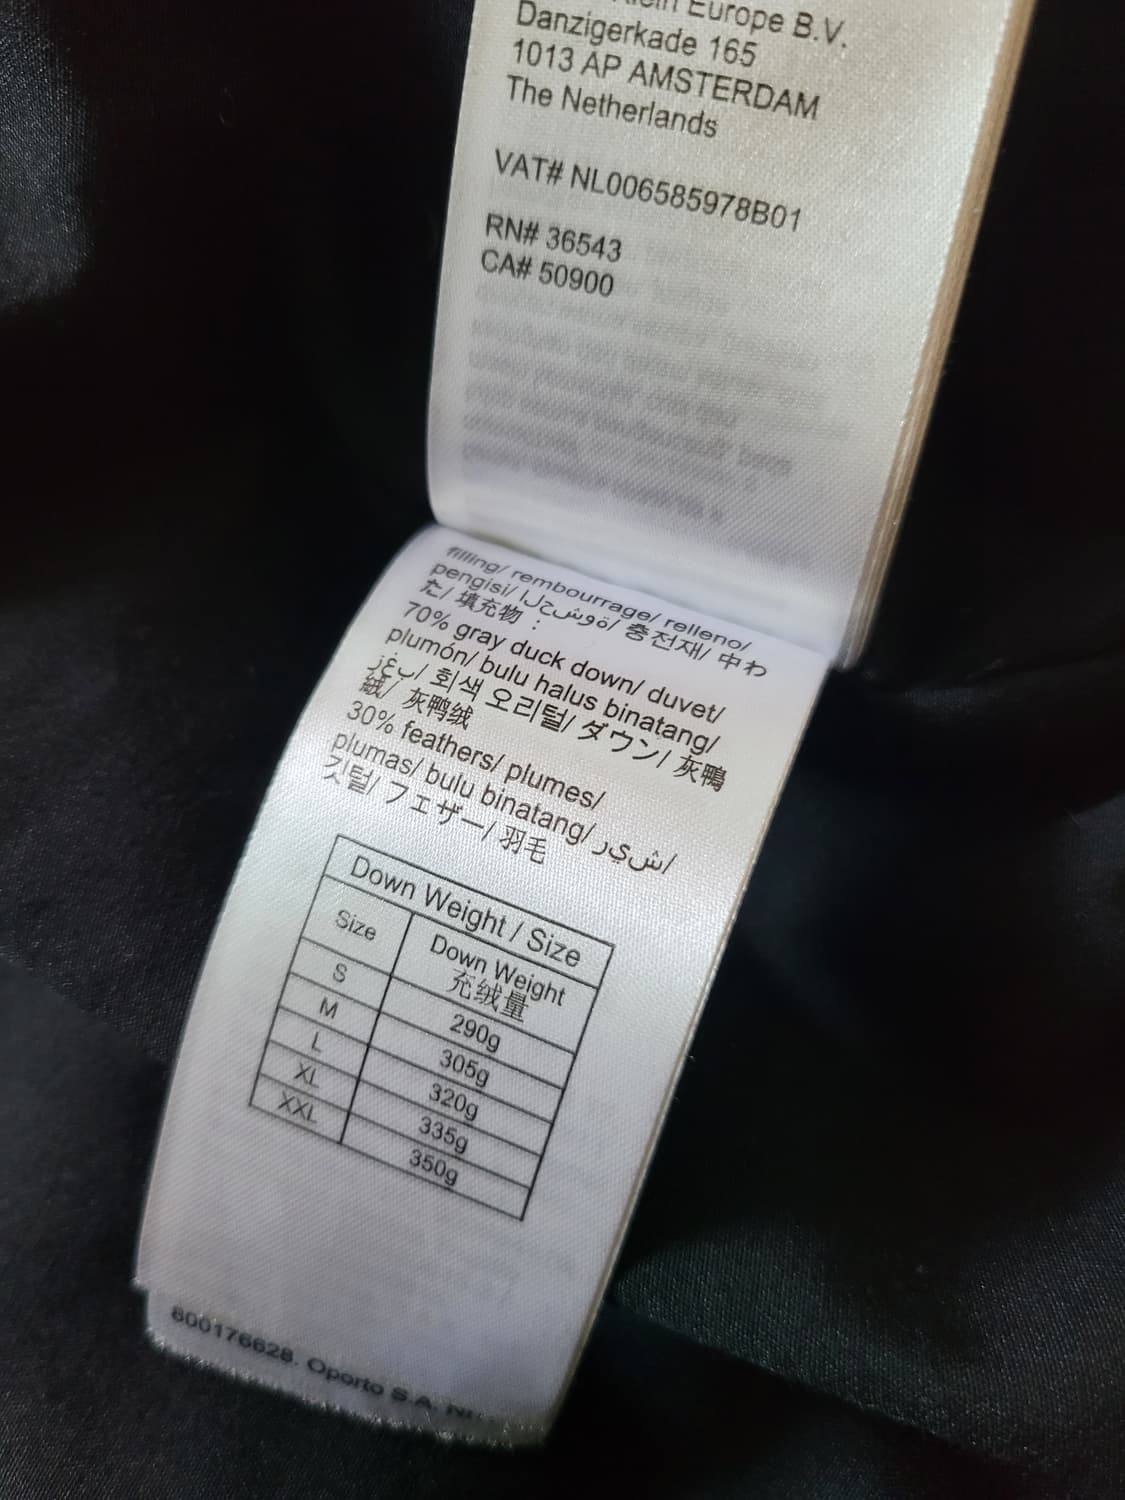 Klein Europe B.V.
Danzigerkade 165
1013 AP AMSTERDAM
The Netherlands
VAT# NL006585978B01
RN# 36543
CA# 50900
filling/ rembourrage/ relleno/
pengisi/ الحشوة/ 충전재/ 中わ
た/ 填充物 :
70% gray duck down/ duvet/
plumón/ bulu halus binatang/
زغب/ 회색 오리털/ ダウン/ 灰鴨
絨/ 灰鸭绒
30% feathers/ plumes/
plumas/ bulu binatang/ ريش/
깃털/ フェザー/ 羽毛
Down Weight / Size
Size
Down Weight
充绒量
S 290g
M 305g
L 320g
XL 335g
XXL 350g
600176628. Oporto S.A.